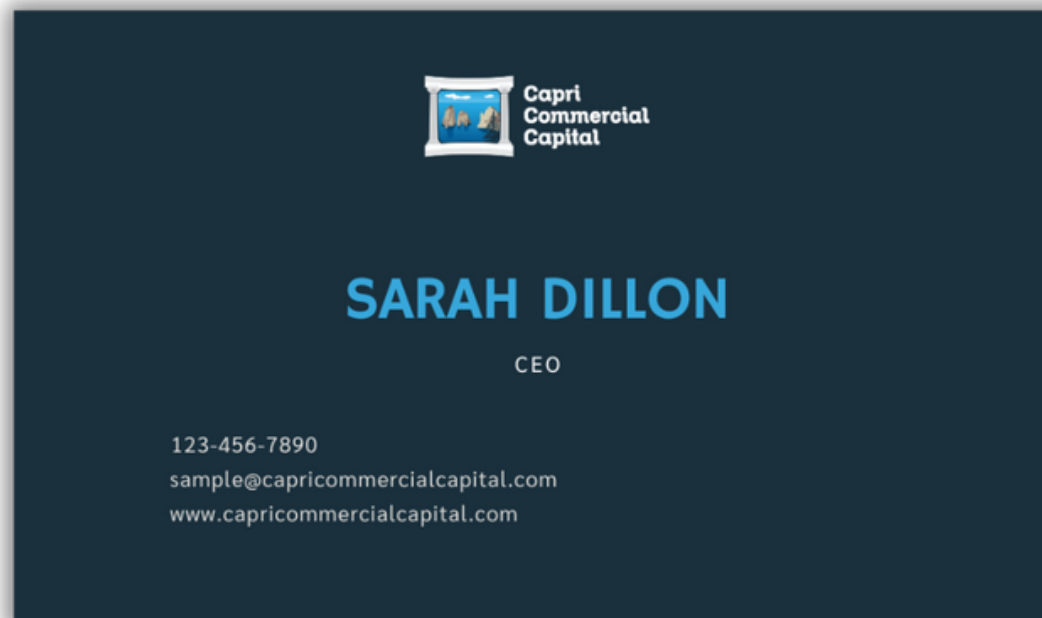 Capri
Commercial
Capital
SARAH DILLON
CEO
123-456-7890
sample@capricommercialcapital.com
www.capricommercialcapital.com